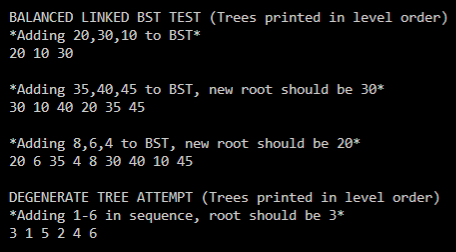 BALANCED LINKED BST TEST (Trees printed in level order)
*Adding 20,30,10 to BST*
20 10 30
*Adding 35,40,45 to BST, new root should be 30*
30 10 40 20 35 45
*Adding 8,6,4 to BST, new root should be 20*
20 6 35 4 8 30 40 10 45
DEGENERATE TREE ATTEMPT (Trees printed in level order)
*Adding 1-6 in sequence, root should be 3*
3 1 5 2 4 6